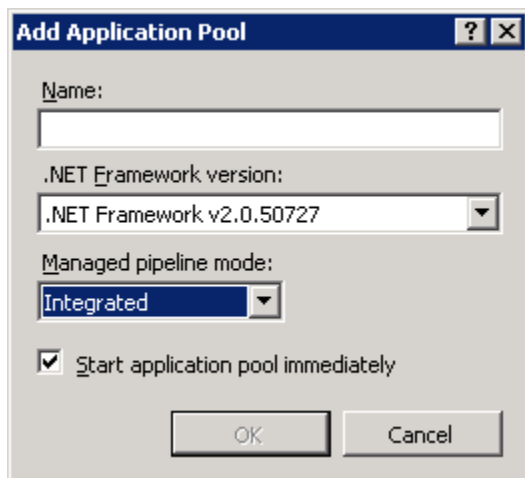 Add Application Pool
Name:
.NET Framework version:
.NET Framework v2.0.50727
Managed pipeline mode:
Integrated
Start application pool immediately
OK Cancel